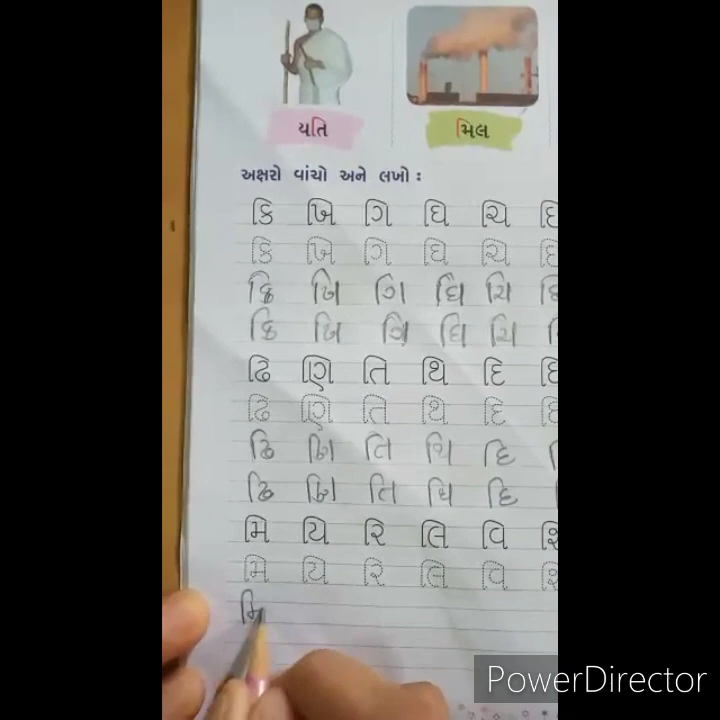 યતિ મિલ
અક્ષરો વાંચો અને લખો :
કિ ખિ ગિ ઘિ ચિ
કિ ખિ ગિ ઘિ ચિ
કિ ખિ ગિ ઘિ ચિ
કિ ખિ ગિ ઘિ ચિ
ઢિ ણિ તિ થિ દિ
ઢિ ણિ તિ થિ દિ
ઢિ ણિ તિ થિ દિ
ઢિ ણિ તિ થિ દિ
મિ યિ રિ લિ વિ
મિ યિ રિ લિ વિ
મિ
PowerDirector